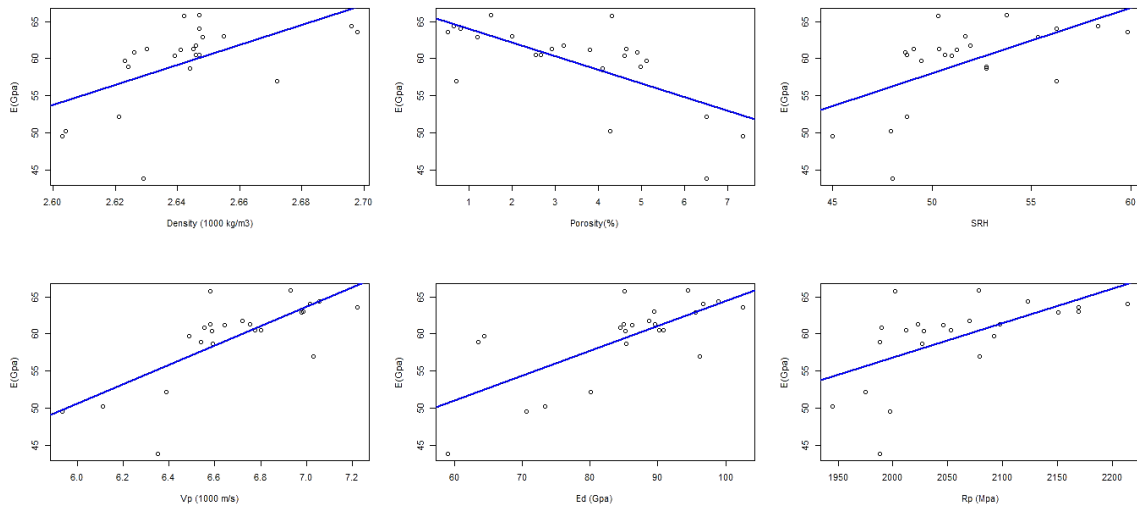 E(Gpa)
65
60
55
50
45
2.60 2.62 2.64 2.66 2.68 2.70
Density (1000 kg/m3)
E(Gpa)
65
60
55
50
45
1 2 3 4 5 6 7
Porosity(%)
E(Gpa)
65
60
55
50
45
45 50 55 60
SRH
E(Gpa)
65
60
55
50
45
6.0 6.2 6.4 6.6 6.8 7.0 7.2
Vp (1000 m/s)
E(Gpa)
65
60
55
50
45
60 70 80 90 100
Ed (Gpa)
E(Gpa)
65
60
55
50
45
1950 2000 2050 2100 2150 2200
Rp (Mpa)